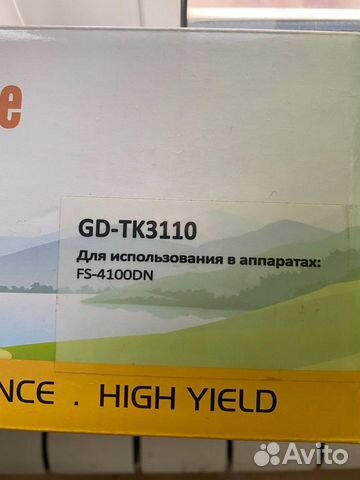 e
GD-TK3110
Для использования в аппаратах:
FS-4100DN
NCE . HIGH YIELD
Avito